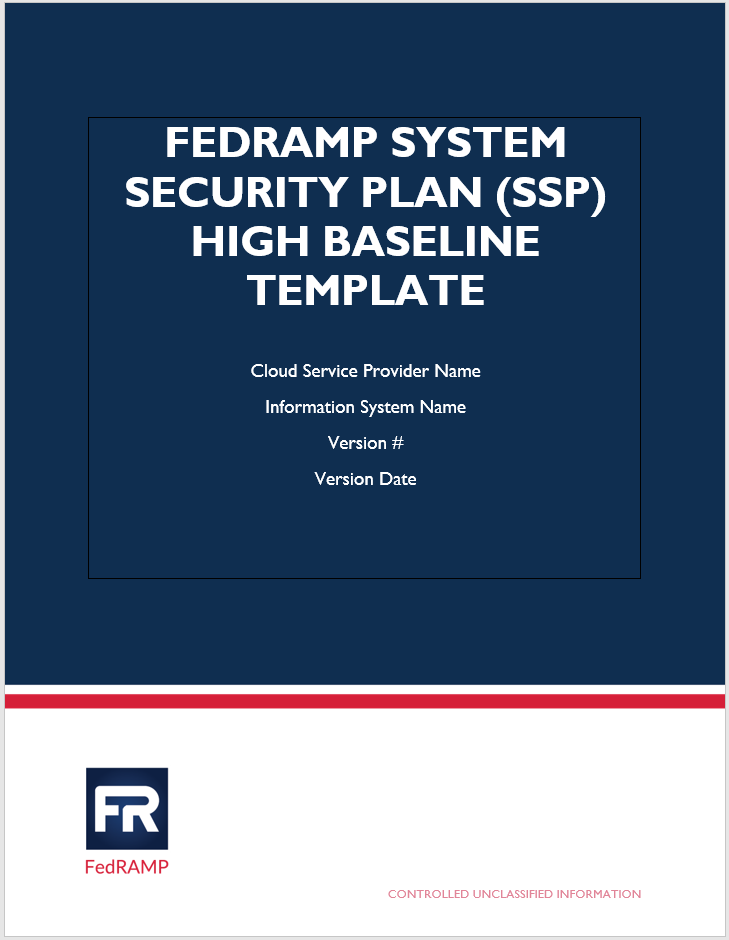 FEDRAMP SYSTEM
SECURITY PLAN (SSP)
HIGH BASELINE
TEMPLATE
Cloud Service Provider Name
Information System Name
Version #
Version Date
FR
FedRAMP
CONTROLLED UNCLASSIFIED INFORMATION